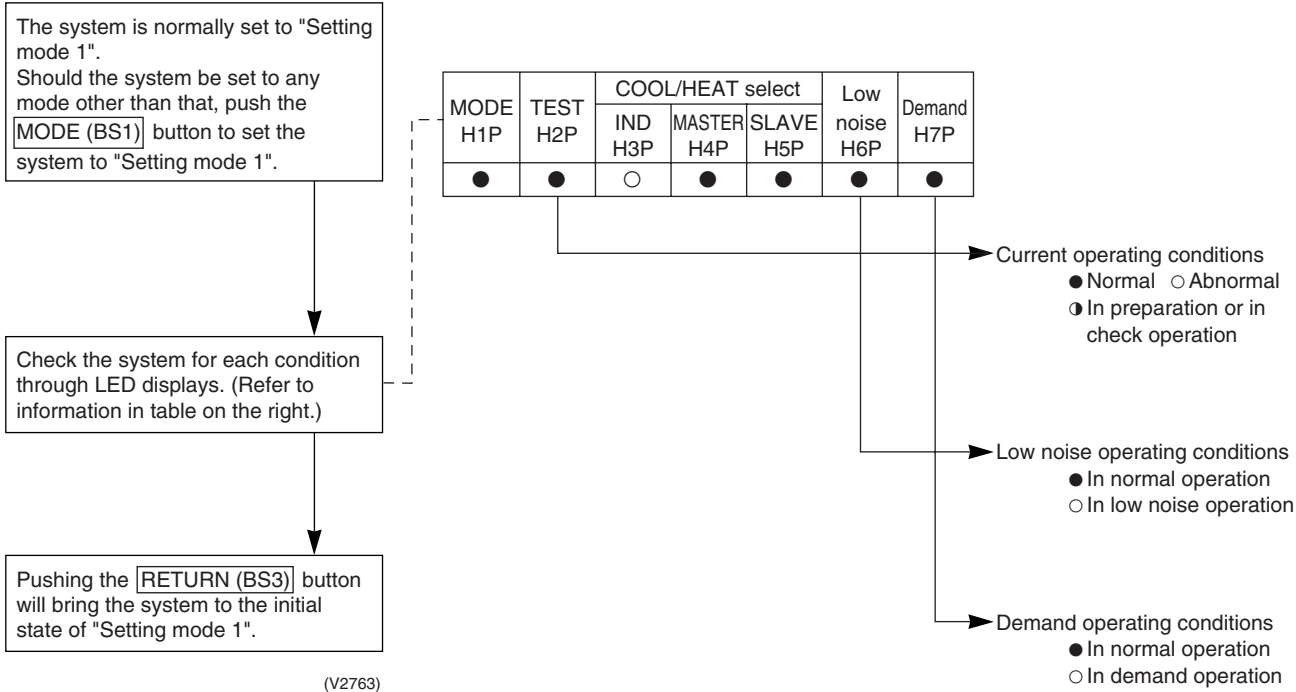 The system is normally set to "Setting
mode 1".
Should the system be set to any
mode other than that, push the
MODE (BS1) button to set the
system to "Setting mode 1".
Check the system for each condition
through LED displays. (Refer to
information in table on the right.)
Pushing the RETURN (BS3) button
will bring the system to the initial
state of "Setting mode 1".
(V2763)
MODE
H1P
TEST
H2P
COOL/HEAT select
IND
H3P
MASTER
H4P
SLAVE
H5P
Low
noise
H6P
Demand
H7P
● ● ○ ● ● ● ●
Current operating conditions
● Normal ○ Abnormal
◑ In preparation or in
check operation
Low noise operating conditions
● In normal operation
○ In low noise operation
Demand operating conditions
● In normal operation
○ In demand operation